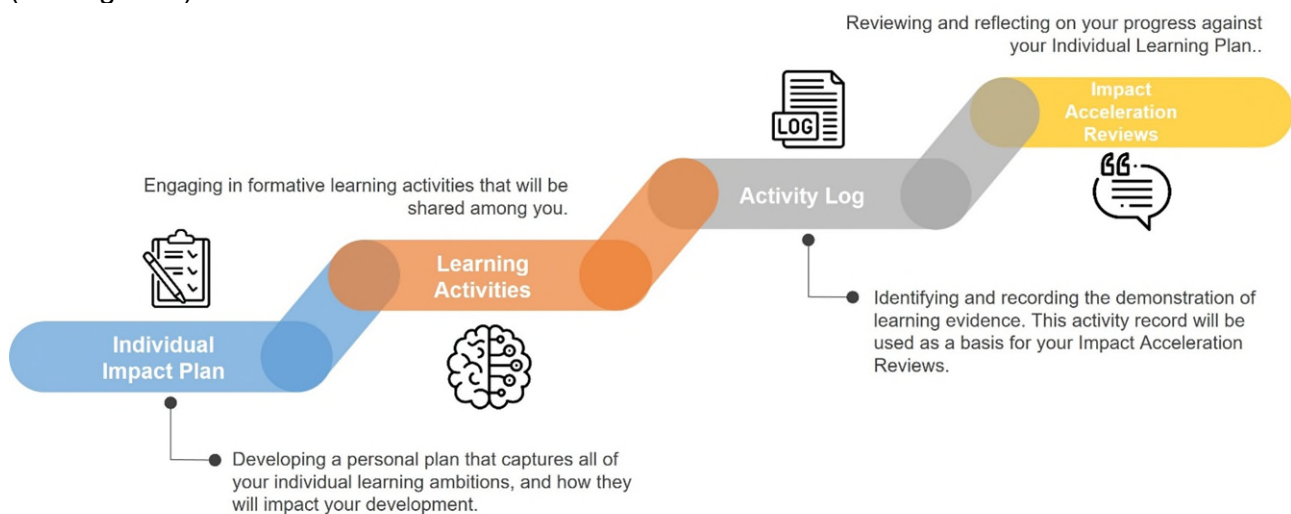 Reviewing and reflecting on your progress against
your Individual Learning Plan..
Impact
Acceleration
Reviews
LOG
Activity Log
Engaging in formative learning activities that will be
shared among you.
Learning
Activities
Identifying and recording the demonstration of
learning evidence. This activity record will be
used as a basis for your Impact Acceleration
Reviews.
Individual
Impact Plan
Developing a personal plan that captures all of
your individual learning ambitions, and how they
will impact your development.